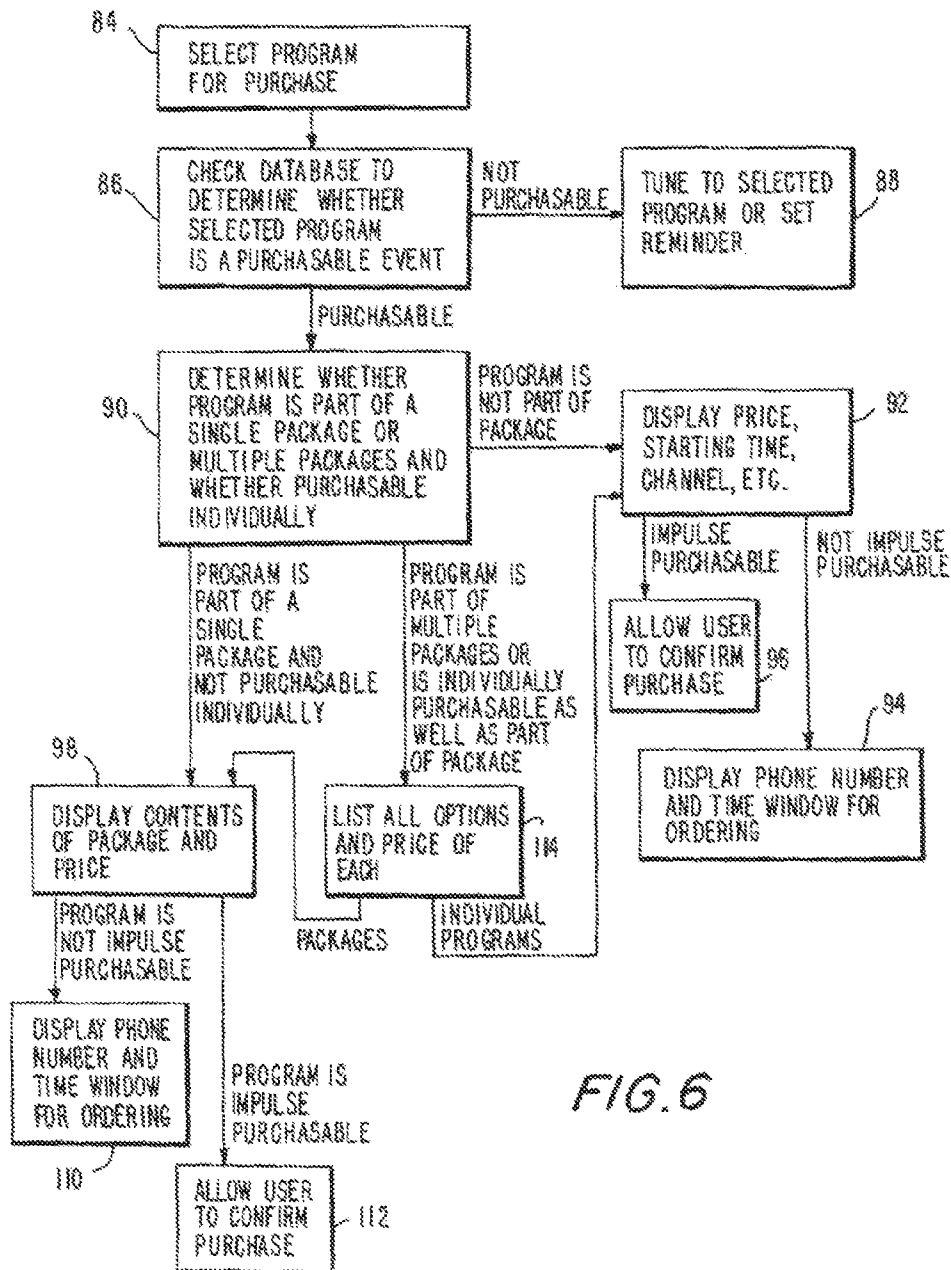 84
SELECT PROGRAM
FOR PURCHASE
86
CHECK DATABASE TO
DETERMINE WHETHER
SELECTED PROGRAM
IS A PURCHASABLE EVENT
NOT
PURCHASABLE
TUNE TO SELECTED
PROGRAM OR SET
REMINDER
88
PURCHASABLE
90
DETERMINE WHETHER
PROGRAM IS PART OF A
SINGLE PACKAGE OR
MULTIPLE PACKAGES AND
WHETHER PURCHASABLE
INDIVIDUALLY
PROGRAM IS
NOT PART OF
PACKAGE
DISPLAY PRICE,
STARTING TIME,
CHANNEL, ETC.
92
IMPULSE
PURCHASABLE
NOT IMPULSE
PURCHASABLE
PROGRAM IS
PART OF A
SINGLE
PACKAGE AND
NOT PURCHASABLE
INDIVIDUALLY
PROGRAM IS
PART OF
MULTIPLE
PACKAGES OR
IS INDIVIDUALLY
PURCHASABLE AS
WELL AS PART
OF PACKAGE
ALLOW USER
TO CONFIRM
PURCHASE
96
94
DISPLAY PHONE NUMBER
AND TIME WINDOW FOR
ORDERING
98
DISPLAY CONTENTS
OF PACKAGE AND
PRICE
LIST ALL OPTIONS
AND PRICE OF
EACH
114
PROGRAM IS
NOT IMPULSE
PURCHASABLE
PACKAGES
INDIVIDUAL
PROGRAMS
DISPLAY PHONE
NUMBER AND
TIME WINDOW
FOR ORDERING
110
PROGRAM IS
IMPULSE
PURCHASABLE
ALLOW USER
TO CONFIRM
PURCHASE
112
FIG.6